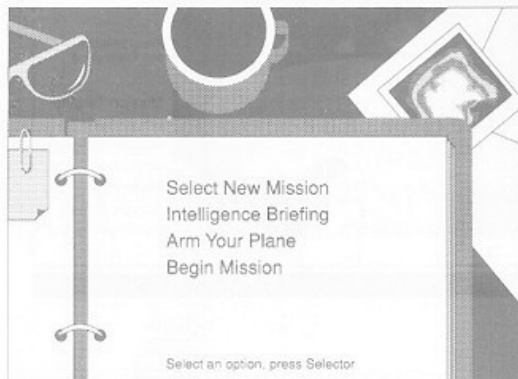 Select New Mission
Intelligence Briefing
Arm Your Plane
Begin Mission
Select an option, press Selector